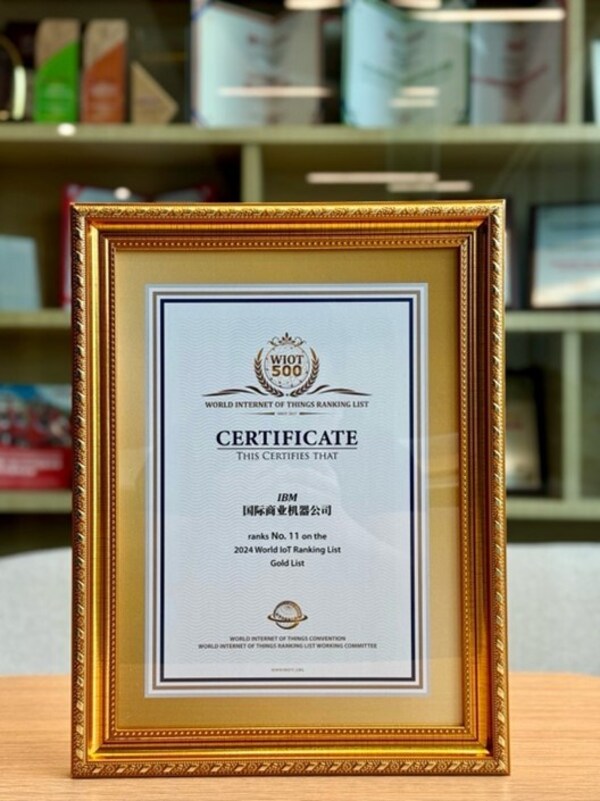 WIOT
500
WORLD INTERNET OF THINGS RANKING LIST
CERTIFICATE
THIS CERTIFIES THAT
IBM
国际商业机器公司
ranks No. 11 on the
2024 World IoT Ranking List
Gold List
WORLD INTERNET OF THINGS CONVENTION
WORLD INTERNET OF THINGS RANKING LIST WORKING COMMITTEE